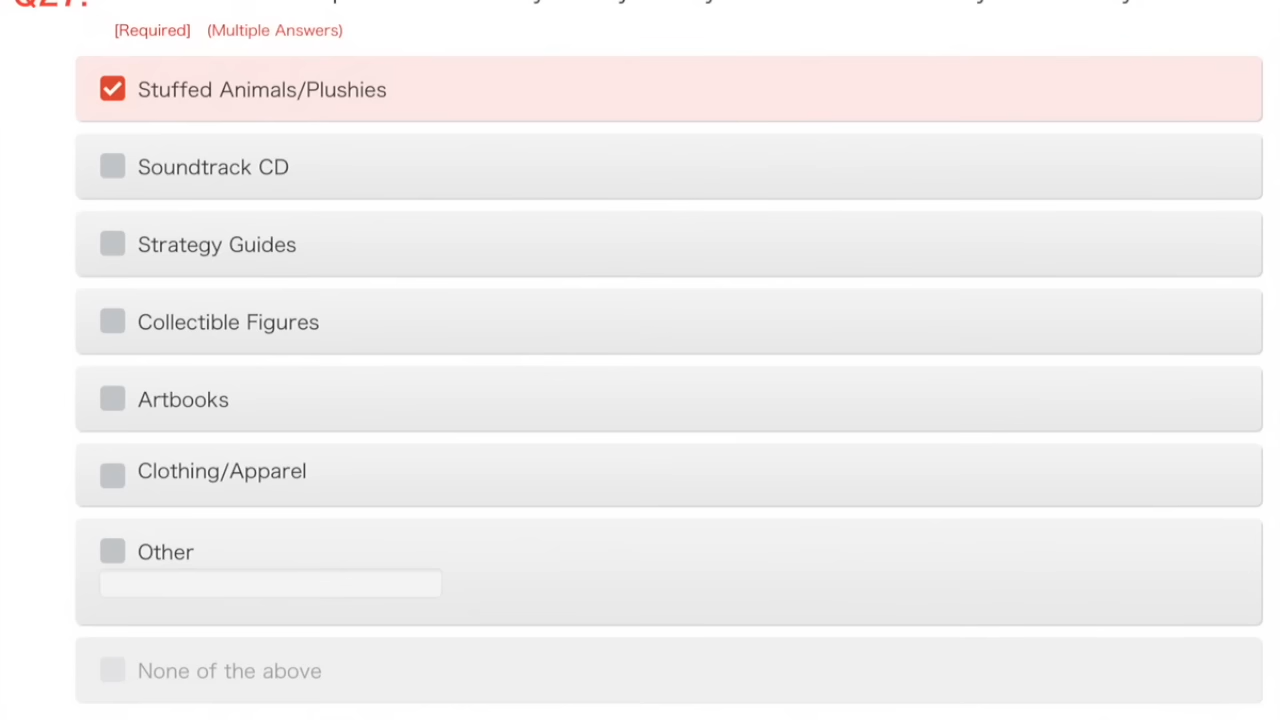 [Required] (Multiple Answers)
Stuffed Animals/Plushies
Soundtrack CD
Strategy Guides
Collectible Figures
Artbooks
Clothing/Apparel
Other
None of the above